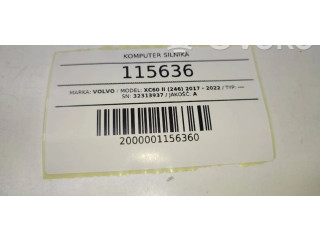 KOMPUTER SILNIKA
115636
MARKA: VOLVO / MODEL: XC60 II (246) 2017 - 2022 / TYP: ---
SN: 32313937 / JAKOŚĆ: A
2000001156360